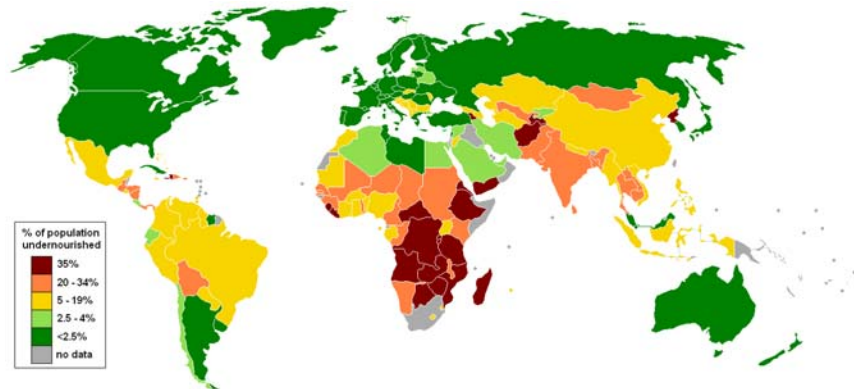 % of population
undernourished
35%
20 - 34%
5 - 19%
2.5 - 4%
<2.5%
no data